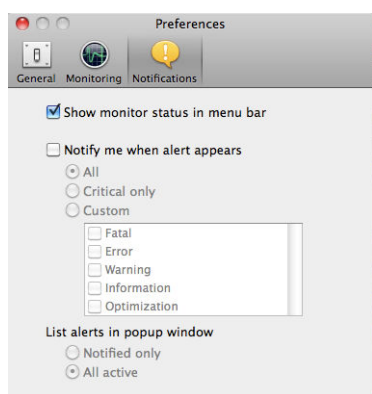 Preferences
General Monitoring Notifications
Show monitor status in menu bar
Notify me when alert appears
All
Critical only
Custom
Fatal
Error
Warning
Information
Optimization
List alerts in popup window
Notified only
All active